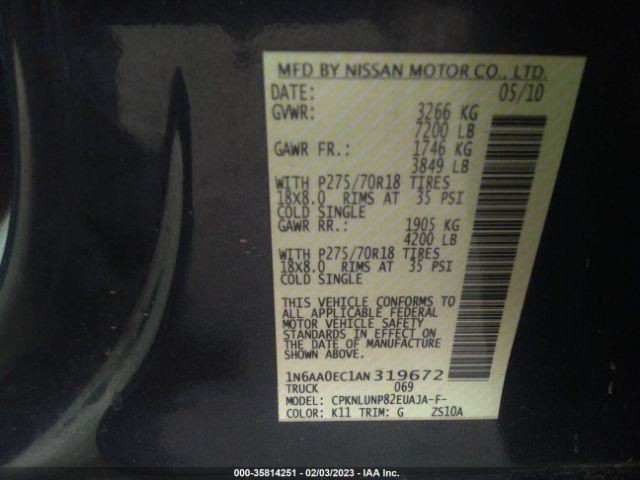 MFD BY NISSAN MOTOR CO., LTD.
DATE: 05/10
GVWR: 3266 KG
7200 LB
GAWR FR.: 1746 KG
3849 LB
WITH P275/70R18 TIRES
18X8.0 RIMS AT 35 PSI
COLD SINGLE
GAWR RR.: 1905 KG
4200 LB
WITH P275/70R18 TIRES
18X8.0 RIMS AT 35 PSI
COLD SINGLE
THIS VEHICLE CONFORMS TO
ALL APPLICABLE FEDERAL
MOTOR VEHICLE SAFETY
STANDARDS IN EFFECT ON
THE DATE OF MANUFACTURE
SHOWN ABOVE.
1N6AA0EC1AN319672
TRUCK 069
MODEL: CPKNLUNP82EUAJA-F-
COLOR: K11 TRIM: G ZS10A
000-35814251 - 02/03/2023 - IAA Inc.